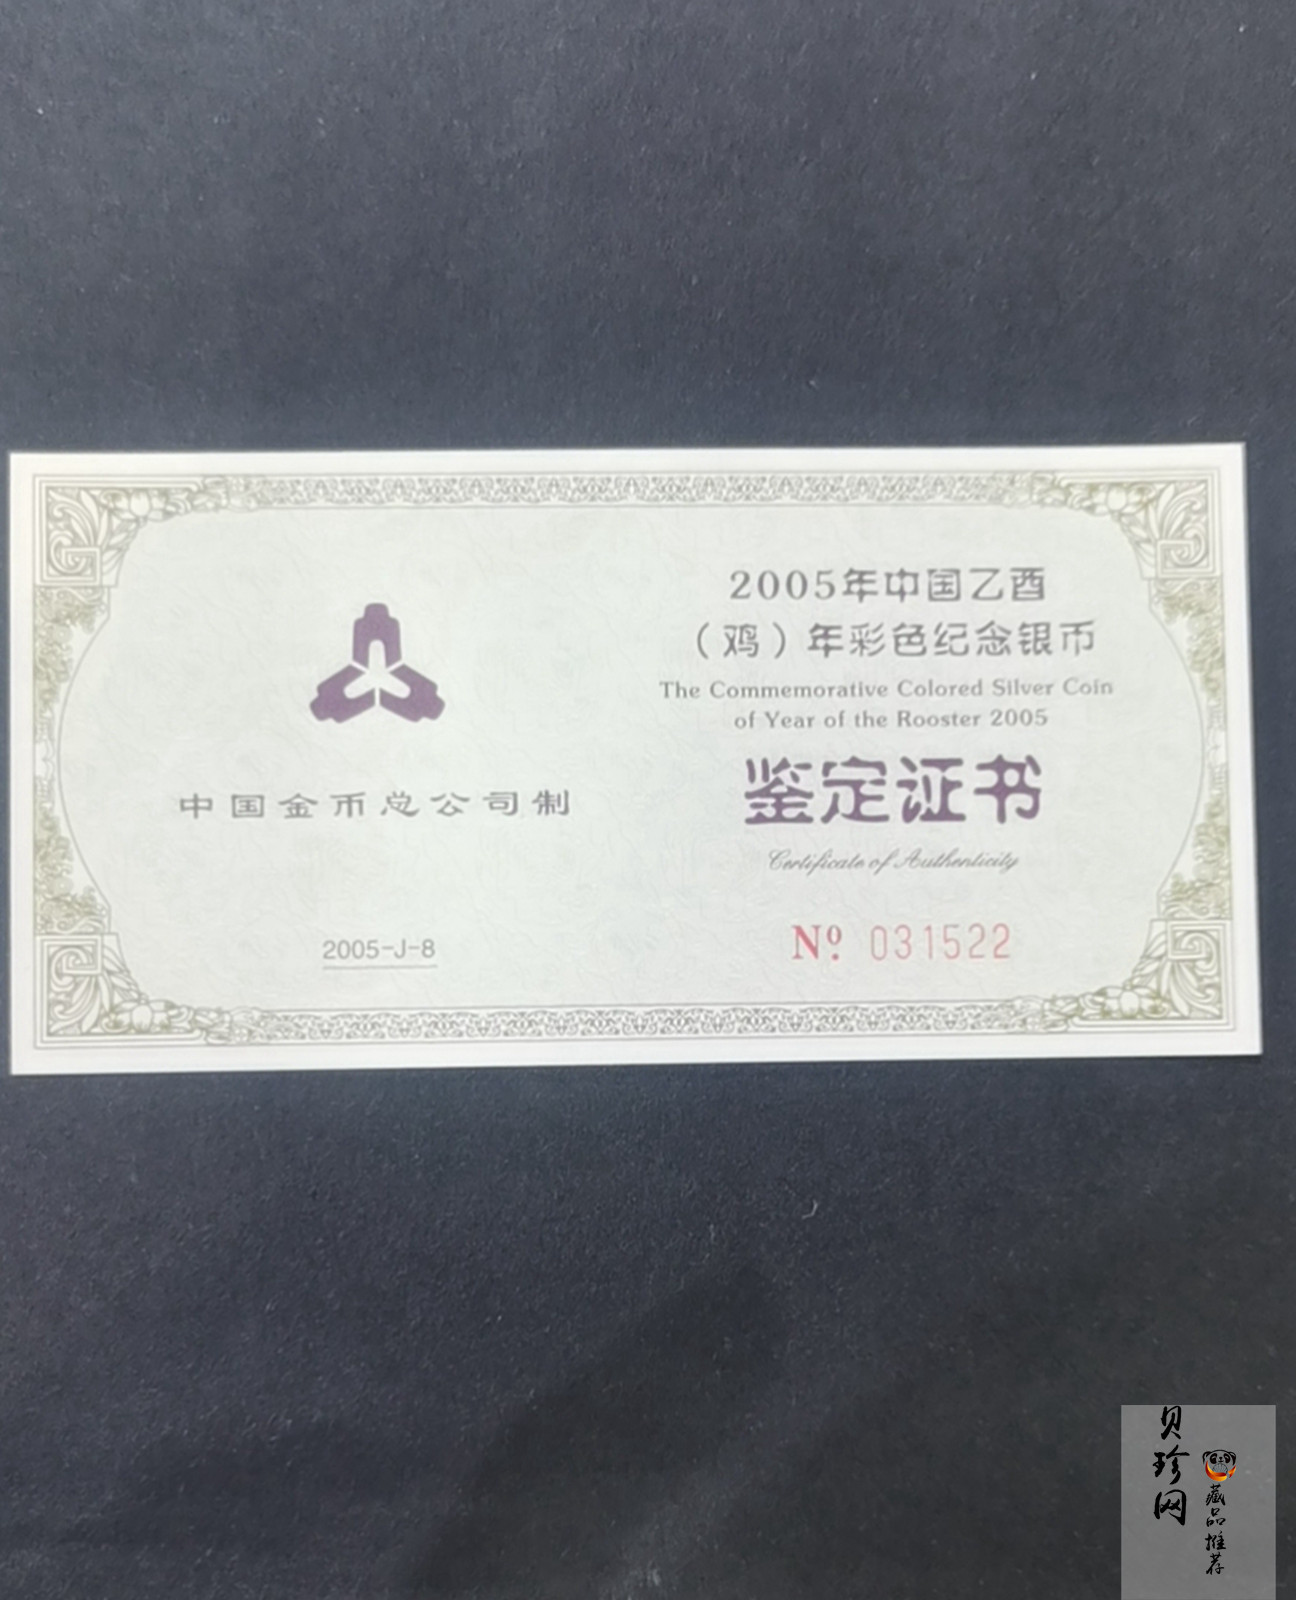 中国金币总公司制
2005-J-8
2005年中国乙酉
（鸡）年彩色纪念银币
The Commemorative Colored Silver Coin
of Year of the Rooster 2005
鉴定证书
Certificate of Authenticity
Nº 031522
贝珍网
藏品推荐